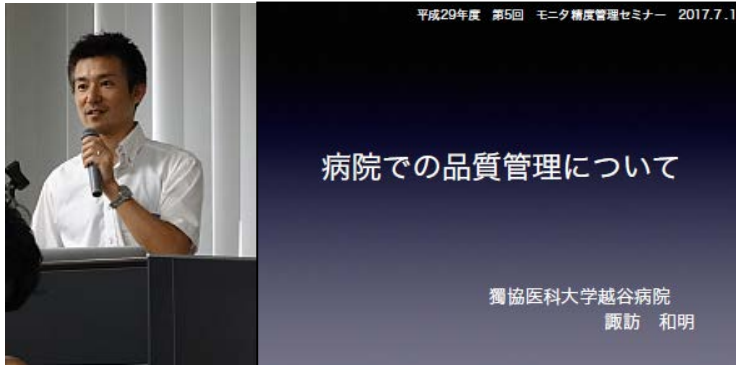 平成29年度 第5回 モニタ精度管理セミナー 2017.7.1
病院での品質管理について
獨協医科大学越谷病院
諏訪 和明